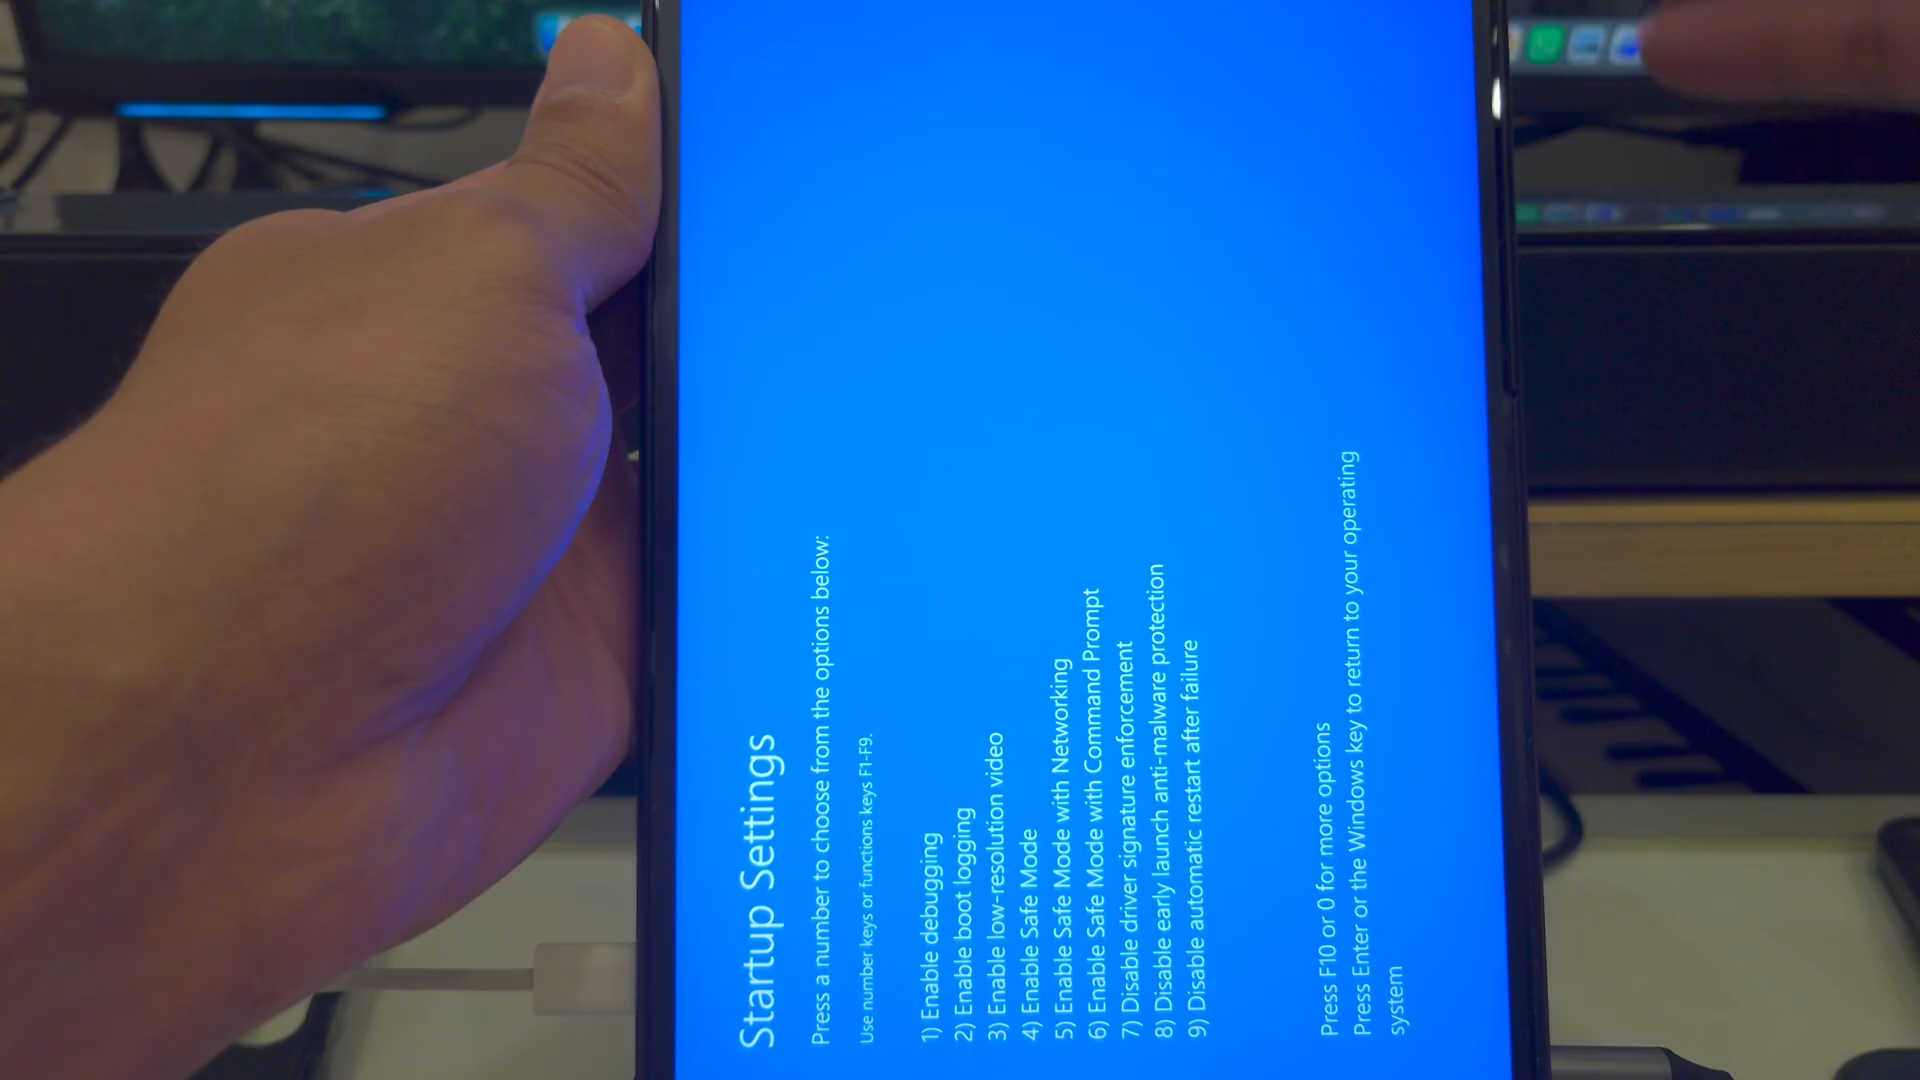 Startup Settings
Press a number to choose from the options below:
Use number keys or functions keys F1-F9.
1) Enable debugging
2) Enable boot logging
3) Enable low-resolution video
4) Enable Safe Mode
5) Enable Safe Mode with Networking
6) Enable Safe Mode with Command Prompt
7) Disable driver signature enforcement
8) Disable early launch anti-malware protection
9) Disable automatic restart after failure
Press F10 or 0 for more options
Press Enter or the Windows key to return to your operating
system